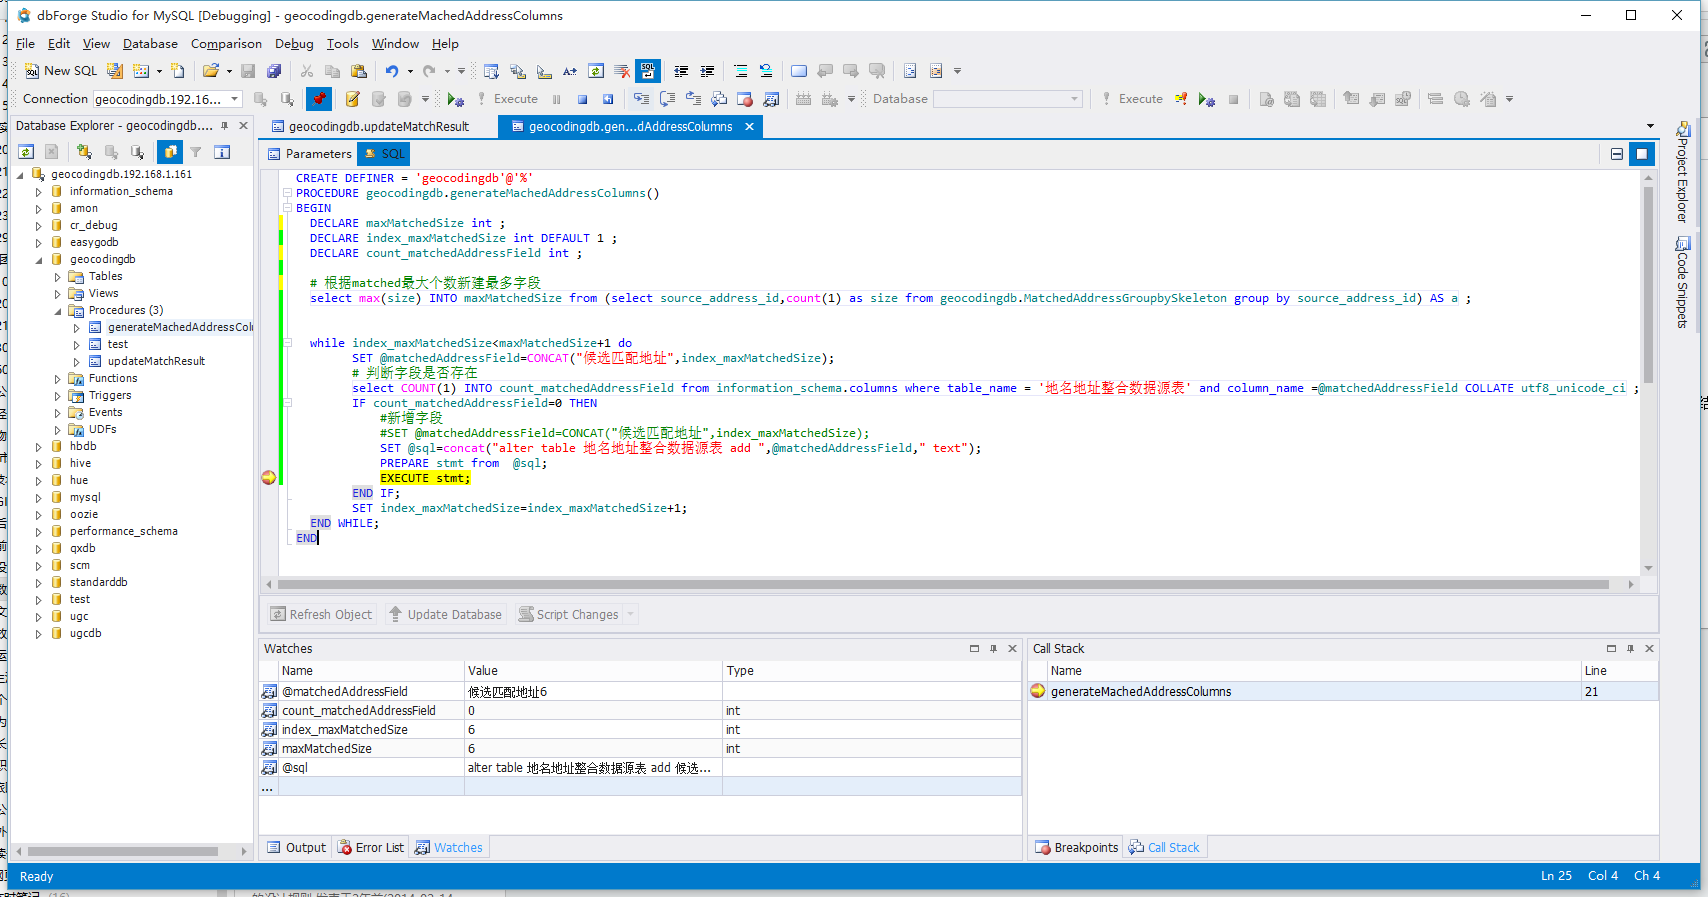 dbForge Studio for MySQL [Debugging] - geocodingdb.generateMachedAddressColumns
File Edit View Database Comparison Debug Tools Window Help
New SQL
Connection geocodingdb.192.16... Execute Database Execute
Database Explorer - geocodingdb....
geocodingdb.updateMatchResult geocodingdb.gen...dAddressColumns
Parameters SQL
geocodingdb.192.168.1.161
information_schema
amon
cr_debug
easygodb
geocodingdb
Tables
Views
Procedures (3)
generateMachedAddressColu
test
updateMatchResult
Functions
Triggers
Events
UDFs
hbdb
hive
hue
mysql
oozie
performance_schema
qxdb
scm
standarddb
test
ugc
ugcdb
CREATE DEFINER = 'geocodingdb'@'%'
PROCEDURE geocodingdb.generateMachedAddressColumns()
BEGIN
DECLARE maxMatchedSize int ;
DECLARE index_maxMatchedSize int DEFAULT 1 ;
DECLARE count_matchedAddressField int ;
# 根据matched最大个数新建最多字段
select max(size) INTO maxMatchedSize from (select source_address_id,count(1) as size from geocodingdb.MatchedAddressGroupbySkeleton group by source_address_id) AS a ;
while index_maxMatchedSize<maxMatchedSize+1 do
SET @matchedAddressField=CONCAT("候选匹配地址",index_maxMatchedSize);
# 判断字段是否存在
select COUNT(1) INTO count_matchedAddressField from information_schema.columns where table_name = '地名地址整合数据源表' and column_name =@matchedAddressField COLLATE utf8_unicode_ci ;
IF count_matchedAddressField=0 THEN
#新增字段
#SET @matchedAddressField=CONCAT("候选匹配地址",index_maxMatchedSize);
SET @sql=concat("alter table 地名地址整合数据源表 add ",@matchedAddressField," text");
PREPARE stmt from @sql;
EXECUTE stmt;
END IF;
SET index_maxMatchedSize=index_maxMatchedSize+1;
END WHILE;
END
Project Explorer
Code Snippets
Refresh Object Update Database Script Changes
Watches
Name Value Type
@matchedAddressField 候选匹配地址6
count_matchedAddressField 0 int
index_maxMatchedSize 6 int
maxMatchedSize 6 int
@sql alter table 地名地址整合数据源表 add 候选...
...
Output Error List Watches
Call Stack
Name Line
generateMachedAddressColumns 21
Breakpoints Call Stack
Ready Ln 25 Col 4 Ch 4